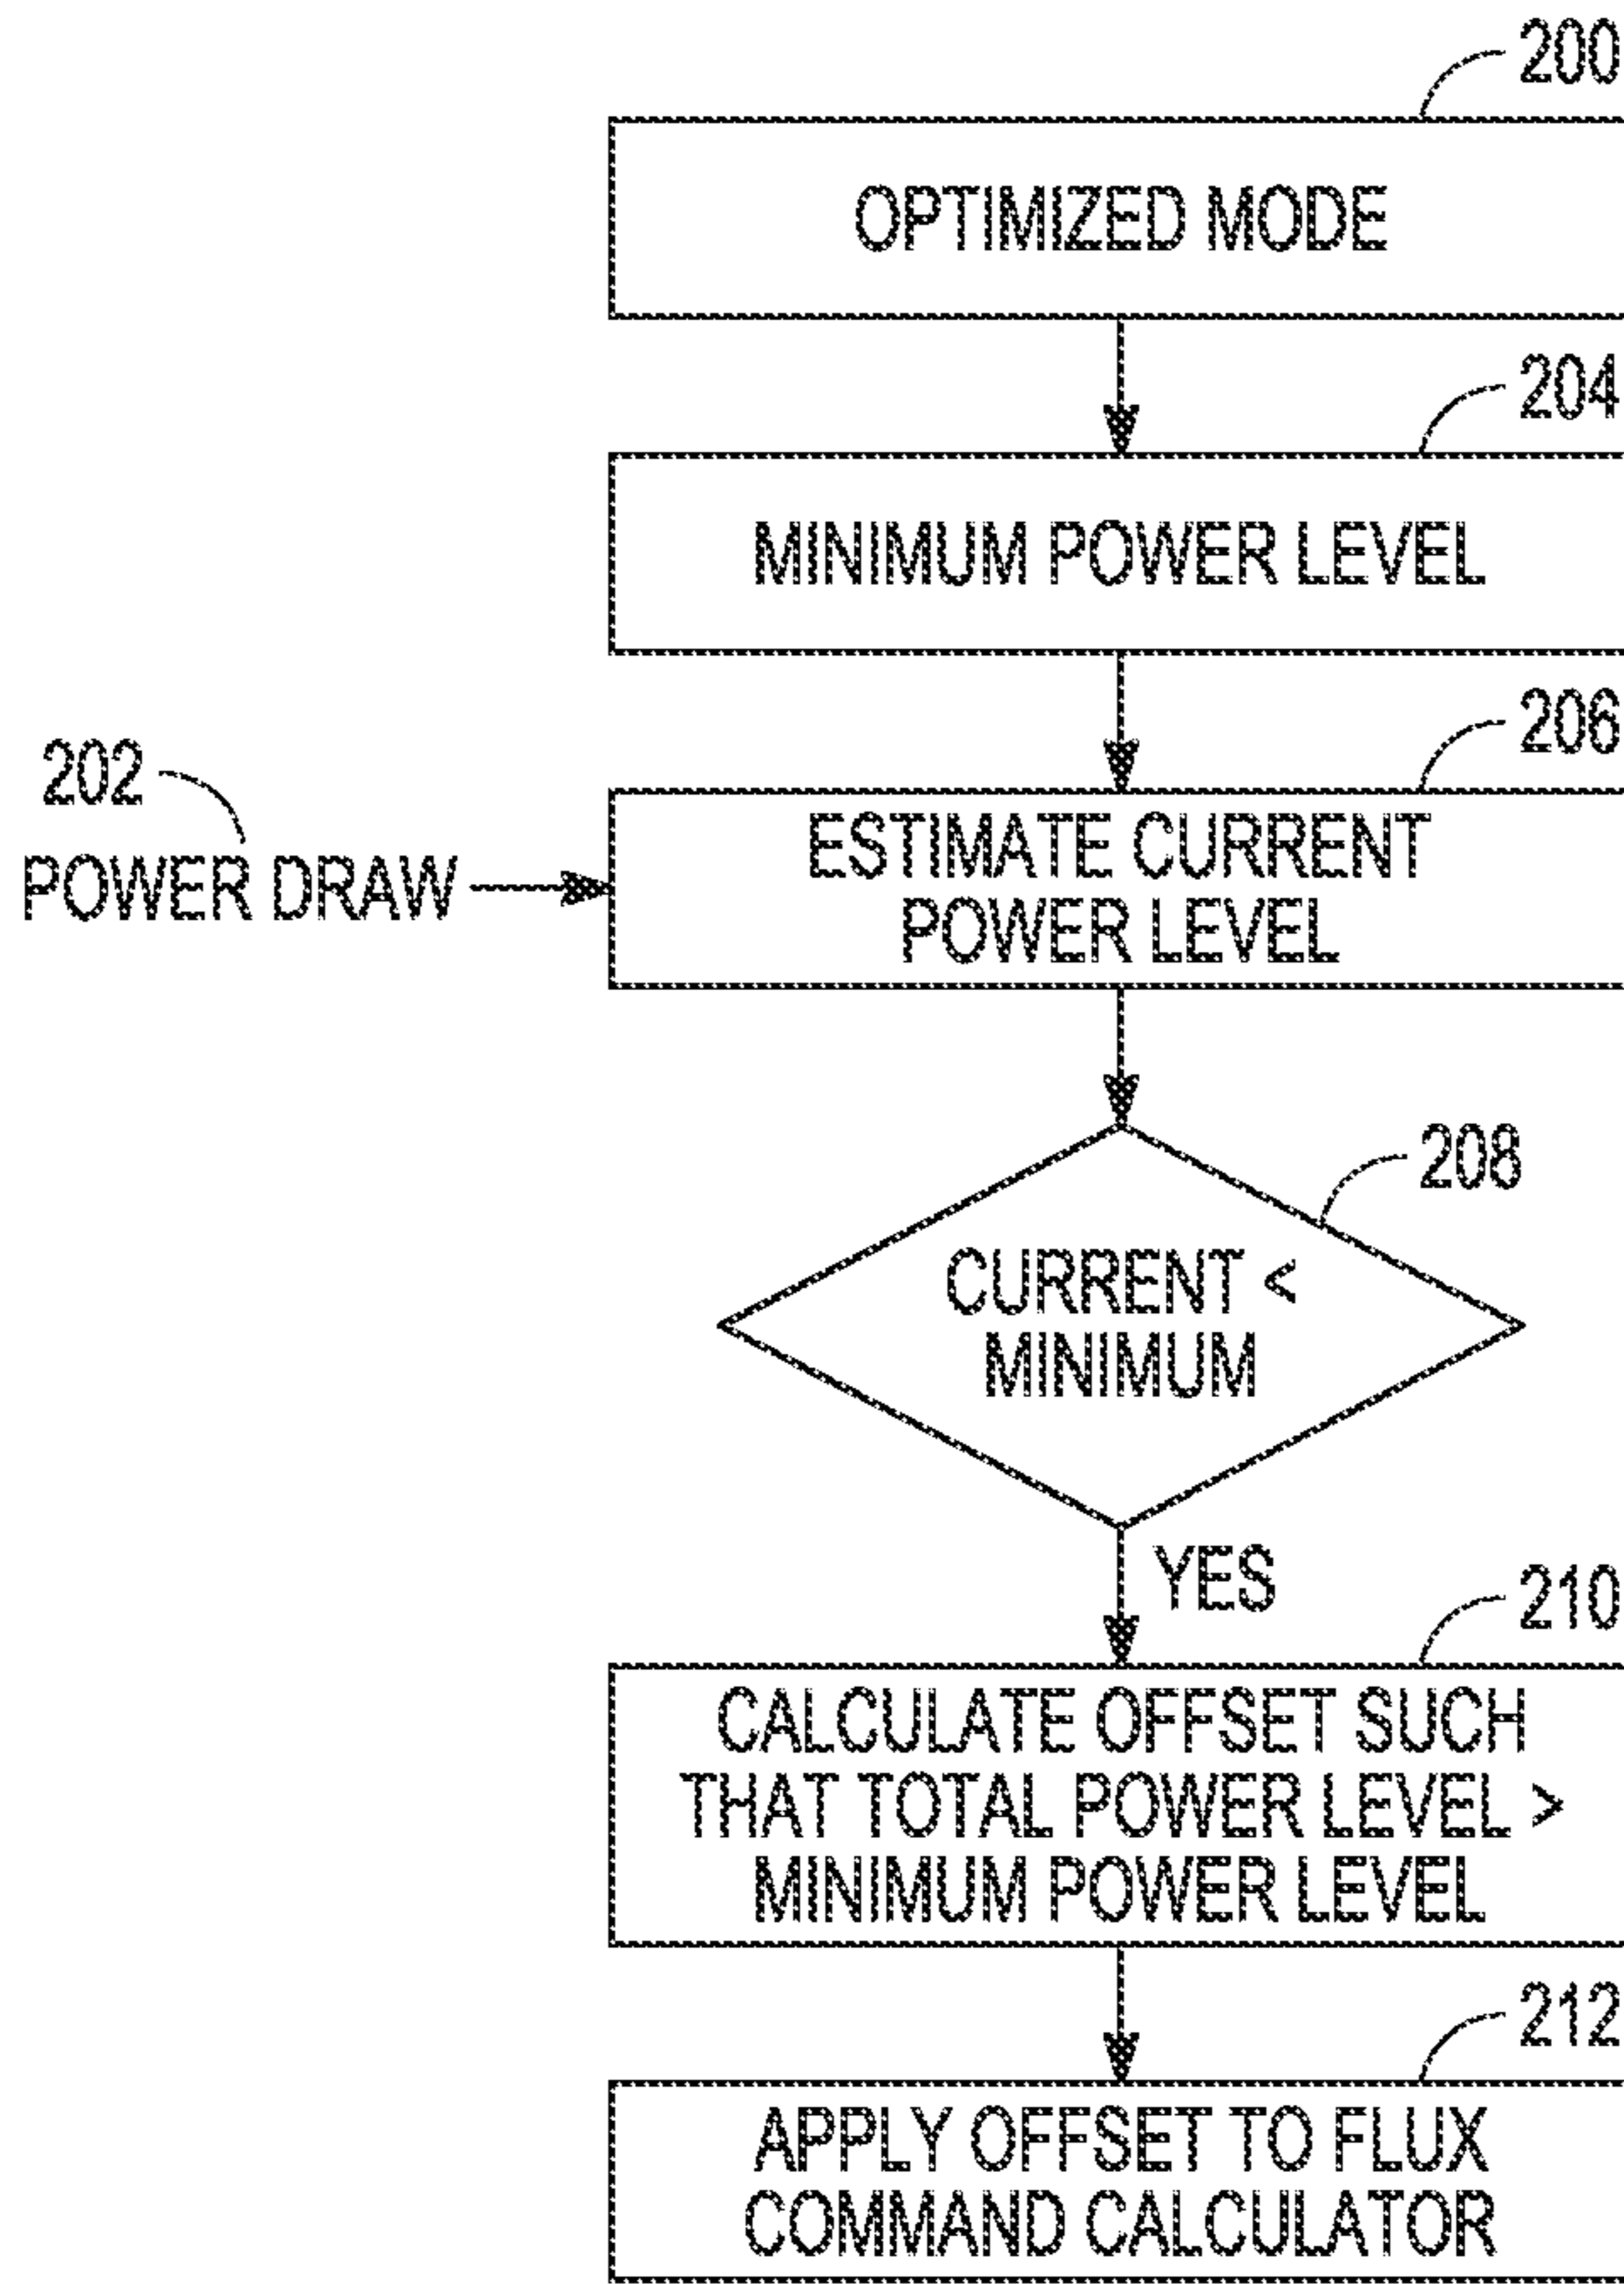 200
OPTIMIZED MODE
204
MINIMUM POWER LEVEL
206
202
POWER DRAW
ESTIMATE CURRENT
POWER LEVEL
208
CURRENT <
MINIMUM
YES
210
CALCULATE OFFSET SUCH
THAT TOTAL POWER LEVEL >
MINIMUM POWER LEVEL
212
APPLY OFFSET TO FLUX
COMMAND CALCULATOR